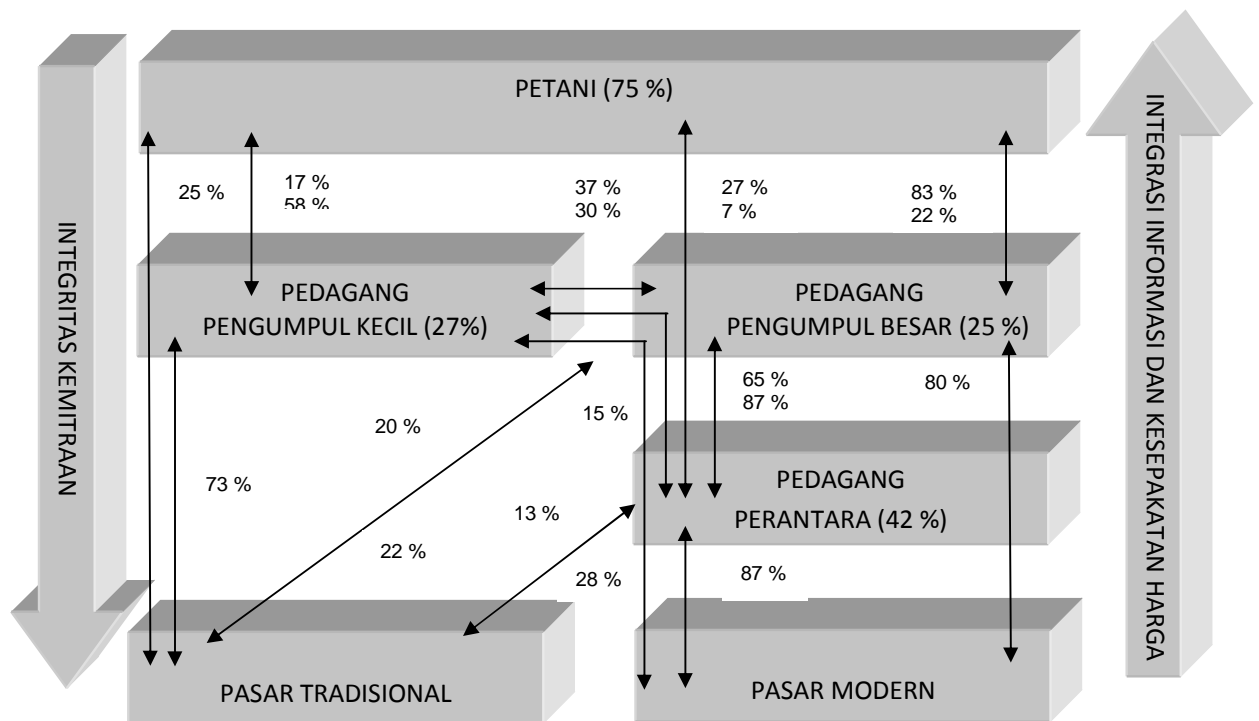 PETANI (75 %)
INTEGRITAS KEMITRAAN
INTEGRASI INFORMASI DAN KESEPAKATAN HARGA
25 %
17 %
58 %
37 %
30 %
27 %
7 %
83 %
22 %
PEDAGANG
PENGUMPUL KECIL (27%)
PEDAGANG
PENGUMPUL BESAR (25 %)
65 %
87 %
80 %
20 %
15 %
73 %
PEDAGANG
PERANTARA (42 %)
13 %
22 %
28 %
87 %
PASAR TRADISIONAL
PASAR MODERN